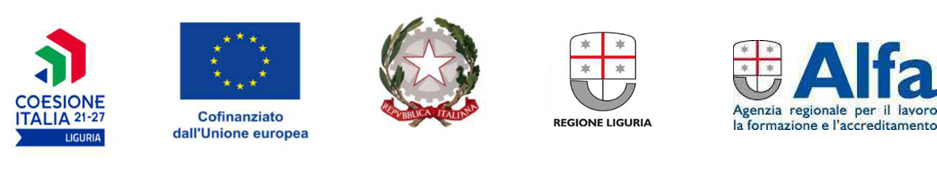 COESIONE
ITALIA 21-27
LIGURIA
Cofinanziato
dall'Unione europea
REPVBBLICA ITALIANA
REGIONE LIGURIA
Alfa
Agenzia regionale per il lavoro
la formazione e l'accreditamento